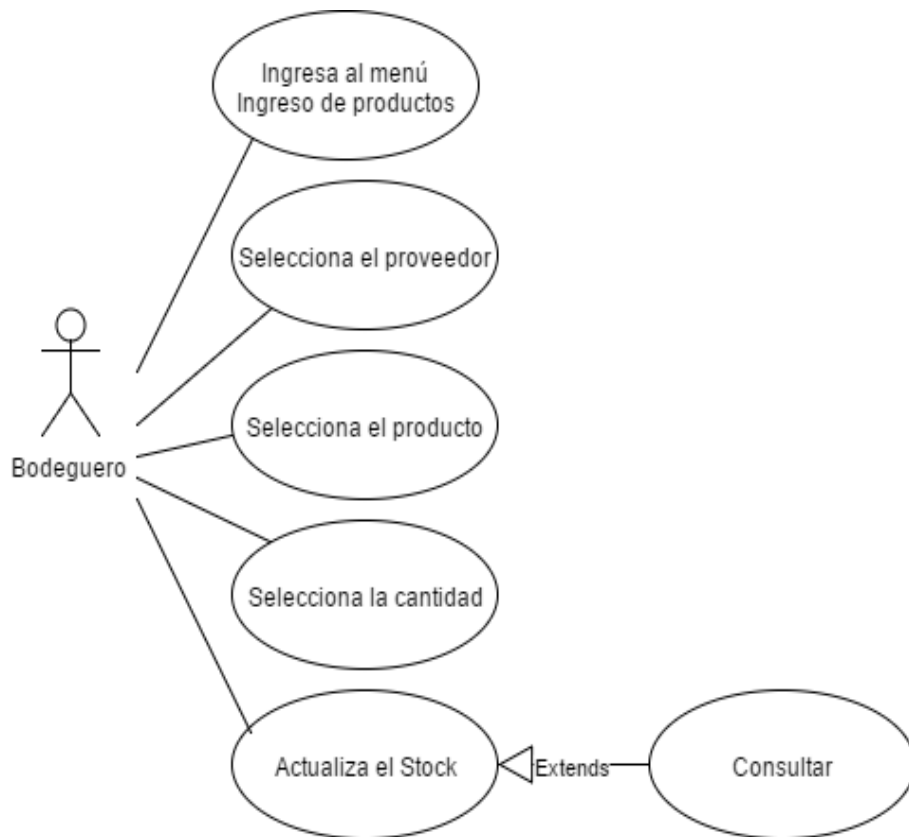 Ingresa al menú
Ingreso de productos
Selecciona el proveedor
Selecciona el producto
Bodeguero
Selecciona la cantidad
Actualiza el Stock
Extends
Consultar